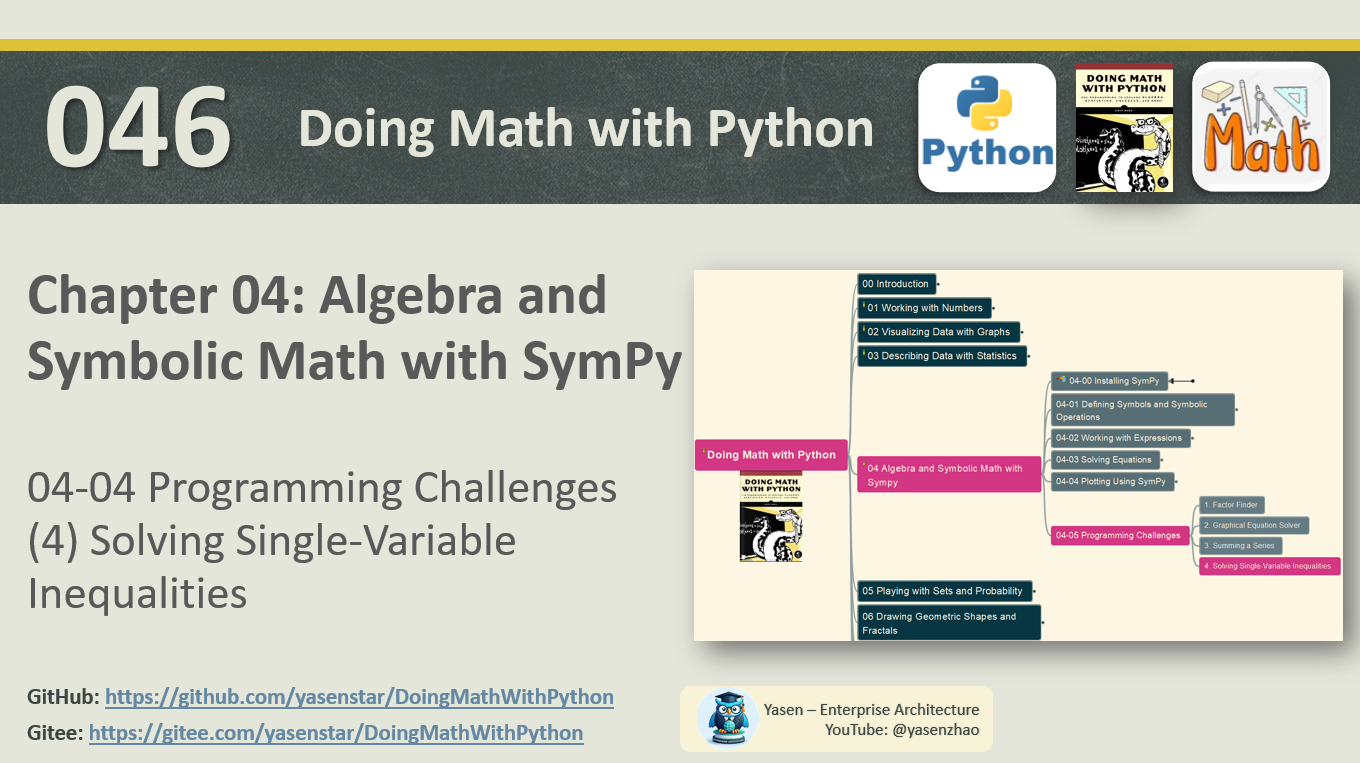 046
Doing Math with Python
Python
DOING MATH
WITH PYTHON
Math
Chapter 04: Algebra and
Symbolic Math with SymPy
04-04 Programming Challenges
(4) Solving Single-Variable
Inequalities
00 Introduction
01 Working with Numbers
02 Visualizing Data with Graphs
03 Describing Data with Statistics
04-00 Installing SymPy
04-01 Defining Symbols and Symbolic
Operations
04-02 Working with Expressions
04-03 Solving Equations
04-04 Plotting Using SymPy
Doing Math with Python
DOING MATH
WITH PYTHON
04 Algebra and Symbolic Math with
Sympy
04-05 Programming Challenges
1. Factor Finder
2. Graphical Equation Solver
3. Summing a Series
4. Solving Single-Variable Inequalities
05 Playing with Sets and Probability
06 Drawing Geometric Shapes and
Fractals
GitHub: https://github.com/yasenstar/DoingMathWithPython
Gitee: https://gitee.com/yasenstar/DoingMathWithPython
Yasen – Enterprise Architecture
YouTube: @yasenzhao